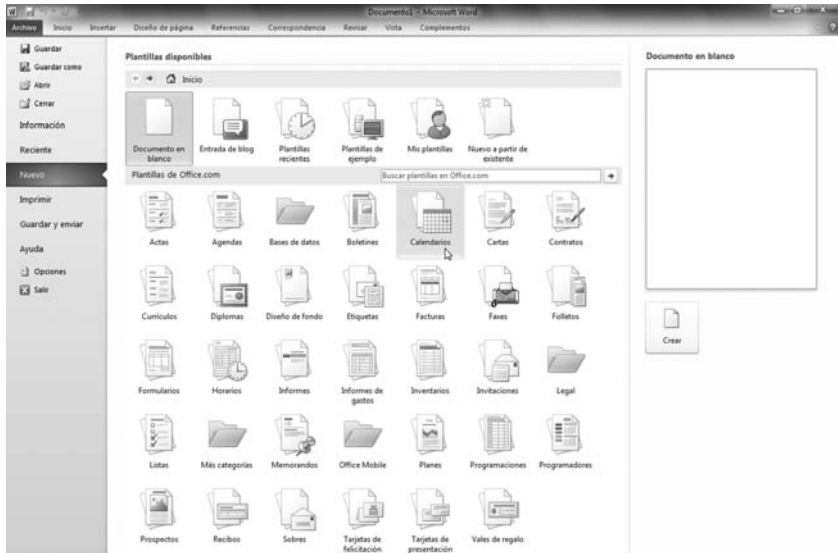 Documento1 - Microsoft Word
Archivo Inicio Insertar Diseño de página Referencias Correspondencia Revisar Vista Complementos
Guardar
Guardar como
Abrir
Cerrar
Información
Reciente
Nuevo
Imprimir
Guardar y enviar
Ayuda
Opciones
Salir
Plantillas disponibles
Inicio
Documento en blanco
Entrada de blog
Plantillas recientes
Plantillas de ejemplo
Mis plantillas
Nuevo a partir de existente
Plantillas de Office.com
Buscar plantillas en Office.com
Actas Agendas Bases de datos Boletines Calendarios Cartas Contratos
Currículos Diplomas Diseño de fondo Etiquetas Facturas Faxes Folletos
Formularios Horarios Informes Informes de gastos Inventarios Invitaciones Legal
Listas Más categorías Memorandos Office Mobile Planes Programaciones Programadores
Prospectos Recibos Sobres Tarjetas de felicitación Tarjetas de presentación Vales de regalo
Documento en blanco
Crear